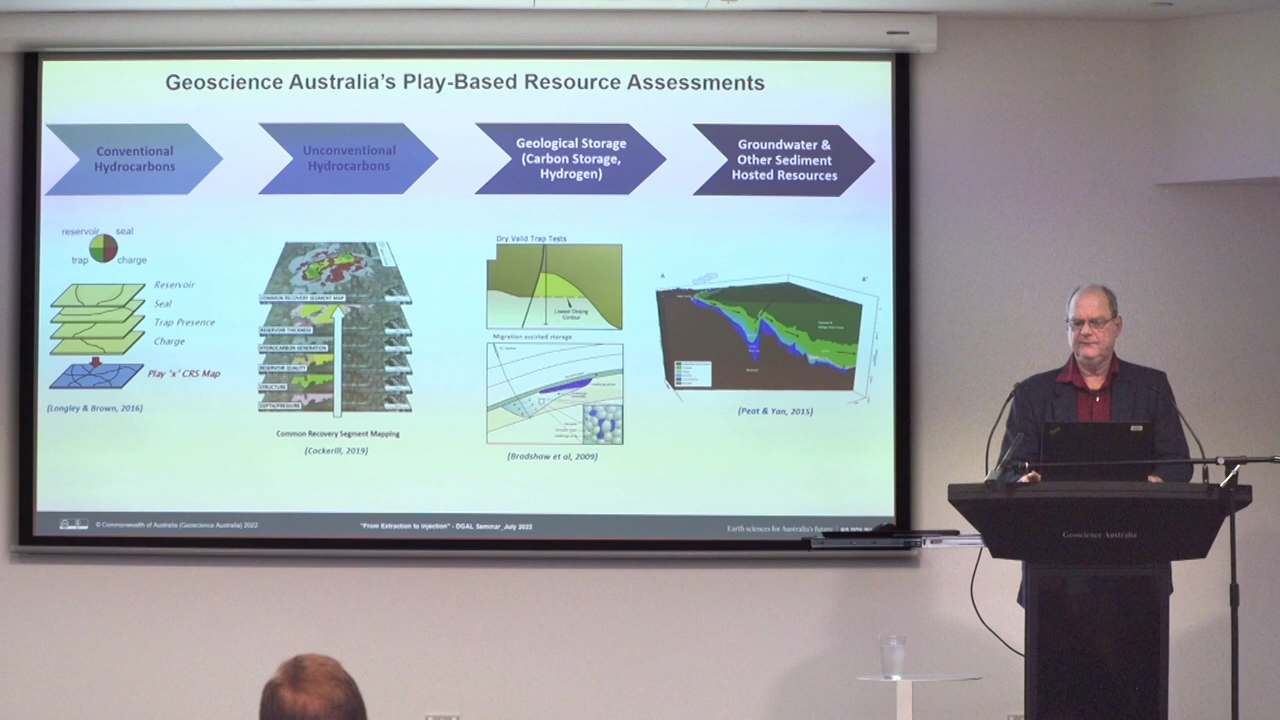 Geoscience Australia's Play-Based Resource Assessments
Conventional
Hydrocarbons
Unconventional
Hydrocarbons
Geological Storage
(Carbon Storage,
Hydrogen)
Groundwater &
Other Sediment
Hosted Resources
reservoir seal
trap charge
Reservoir
Seal
Trap Presence
Charge
Play 'x' CRS Map
(Longley & Brown, 2016)
COMMON RECOVERY SEGMENT MAP
RESERVOIR THICKNESS
HYDROCARBON GENERATION
RESERVOIR QUALITY
STRUCTURE
DEPTH/PRESSURE
Common Recovery Segment Mapping
(Cockerill, 2019)
Dry Valid Trap Tests
Lowest Closing
Contour
Migration assisted storage
(Bradshaw et al, 2009)
A
A'
(Peat & Yan, 2015)
© Commonwealth of Australia (Geoscience Australia) 2022
"From Extraction to Injection" - DGAL Seminar_July 2022
Earth sciences for Australia's future
Geoscience Australia